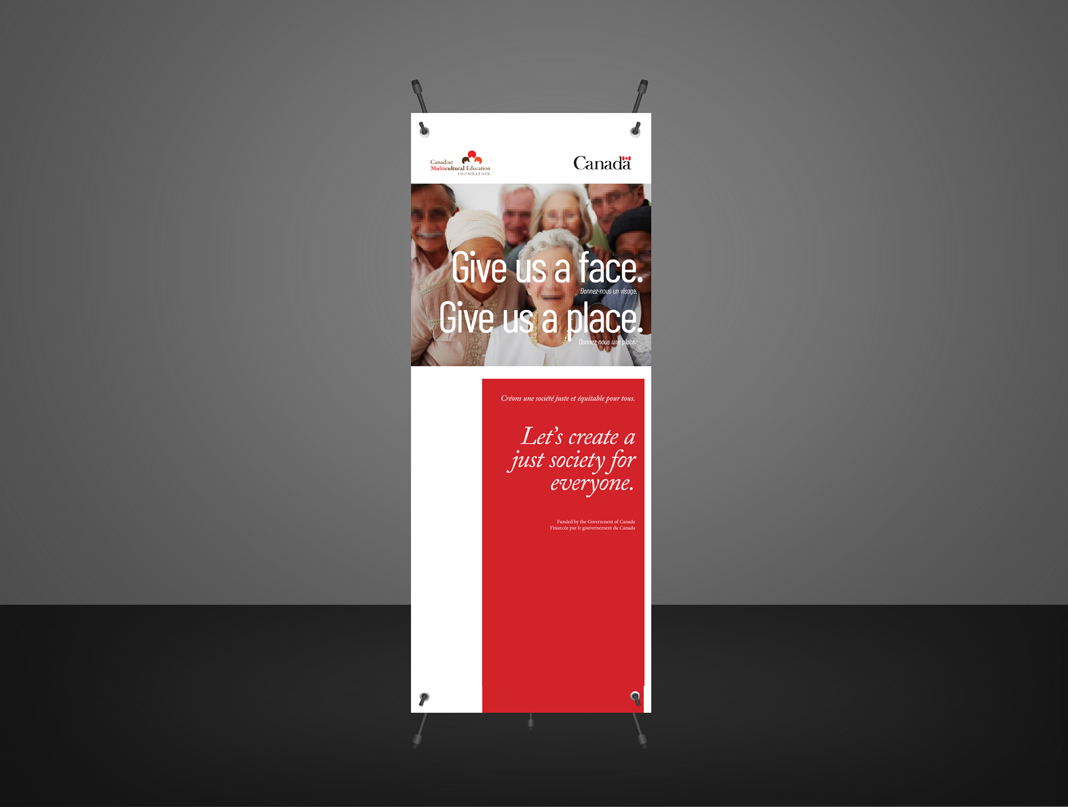 Canadian
Multicultural Education
FOUNDATION
Canada
Give us a face.
Donnez-nous un visage.
Give us a place.
Donnez nous une place.
Créons une société juste et équitable pour tous.
Let's create a
just society for
everyone.
Funded by the Government of Canada
Financée par le gouvernement du Canada